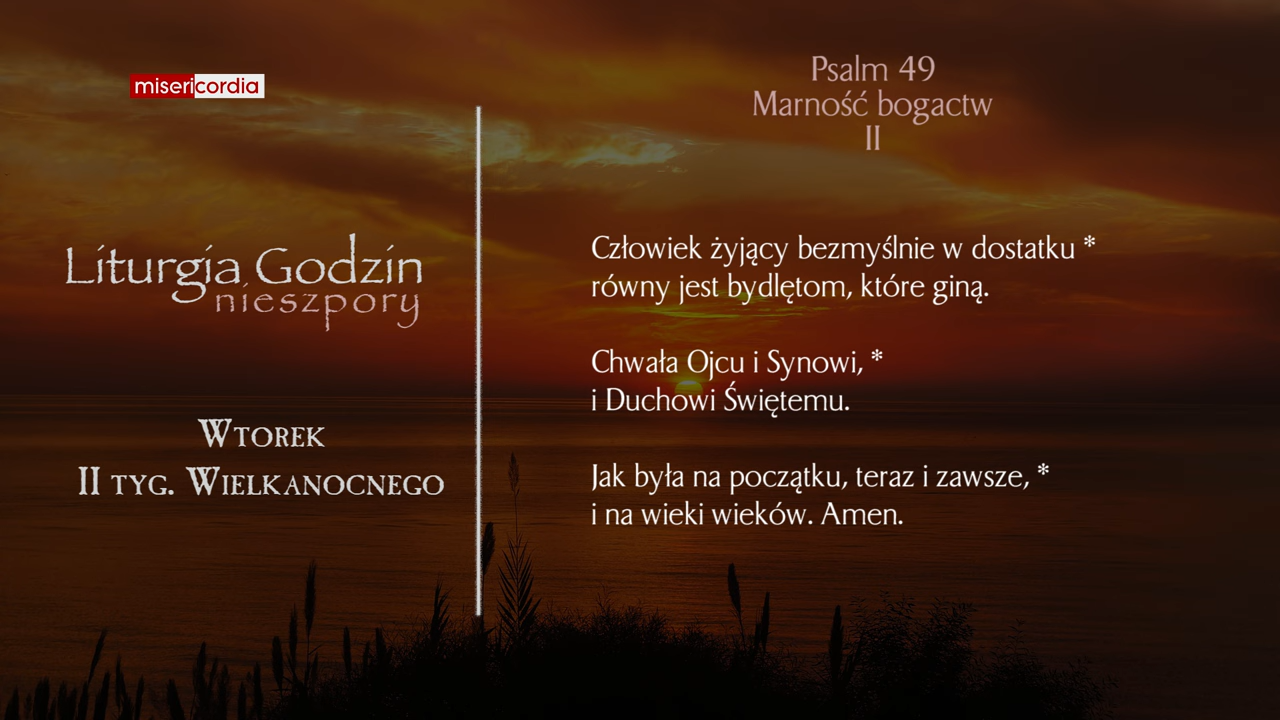 misericordia
Liturgia Godzin
nieszpory
Wtorek
II tyg. Wielkanocnego
Psalm 49
Marność bogactw
II
Człowiek żyjący bezmyślnie w dostatku *
równy jest bydlętom, które giną.
Chwała Ojcu i Synowi, *
i Duchowi Świętemu.
Jak była na początku, teraz i zawsze, *
i na wieki wieków. Amen.